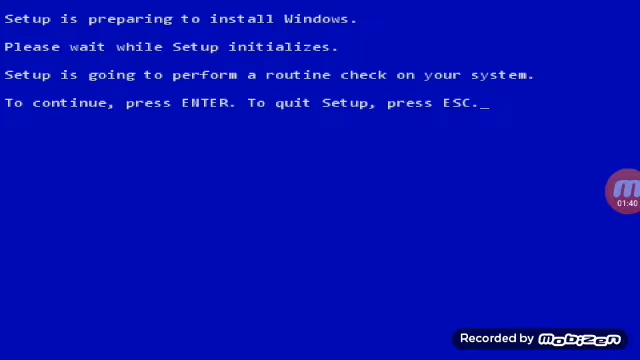 Setup is preparing to install Windows.
Please wait while Setup initializes.
Setup is going to perform a routine check on your system.
To continue, press ENTER. To quit Setup, press ESC._
01:40
Recorded by mobizen